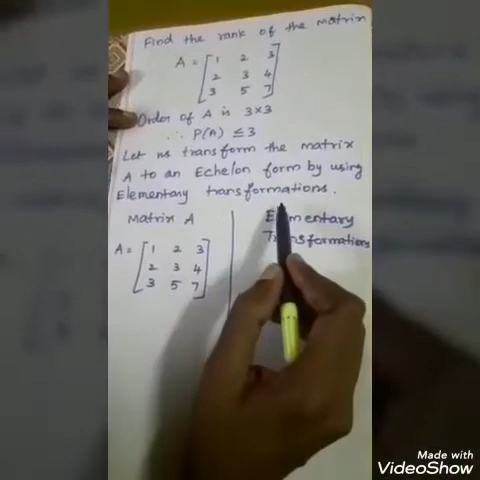 Find the rank of the matrix
A = [ 1 2 3
2 3 4
3 5 7 ]
Order of A is 3×3
∴ P(A) ≤ 3
Let us transform the matrix
A to an Echelon form by using
Elementary transformations.
Matrix A
A = [ 1 2 3
2 3 4
3 5 7 ]
Elementary
Transformations
Made with
VideoShow